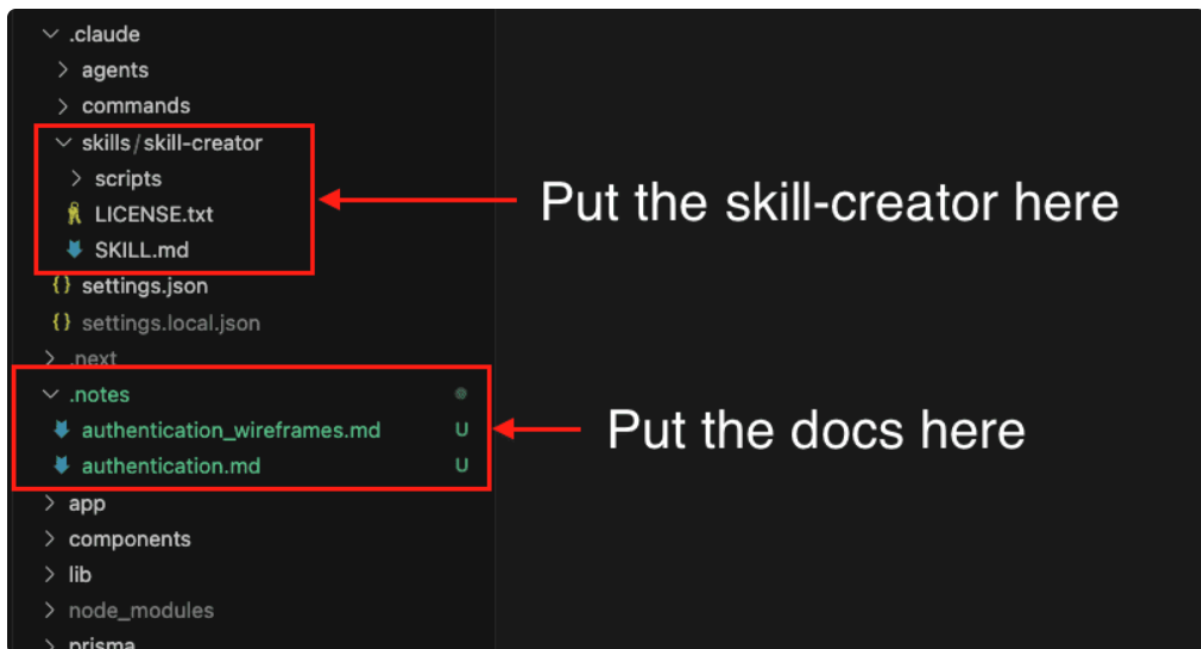 .claude
agents
commands
skills/skill-creator
scripts
LICENSE.txt
Put the skill-creator here
SKILL.md
{} settings.json
{} settings.local.json
.next
.notes
authentication_wireframes.md U
Put the docs here
authentication.md U
app
components
lib
node_modules
prisma